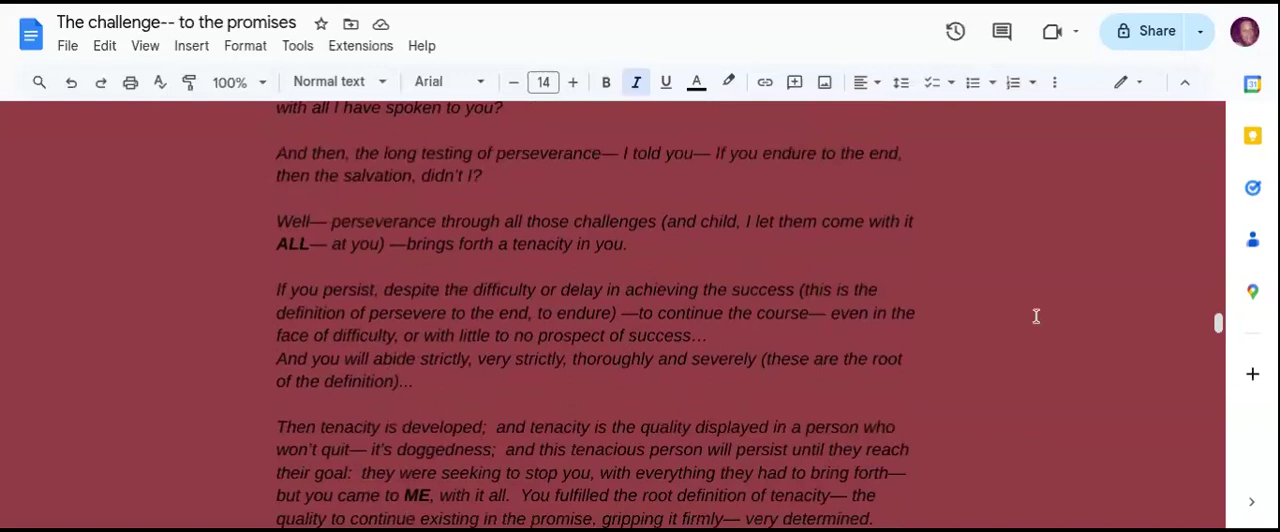 The challenge-- to the promises
File Edit View Insert Format Tools Extensions Help
Share
100% Normal text Arial − 14 + B I U A
31
with all I have spoken to you?
And then, the long testing of perseverance— I told you— If you endure to the end,
then the salvation, didn’t I?
Well— perseverance through all those challenges (and child, I let them come with it
ALL— at you) —brings forth a tenacity in you.
If you persist, despite the difficulty or delay in achieving the success (this is the
definition of persevere to the end, to endure) —to continue the course— even in the
face of difficulty, or with little to no prospect of success…
And you will abide strictly, very strictly, thoroughly and severely (these are the root
of the definition)...
Then tenacity is developed;  and tenacity is the quality displayed in a person who
won’t quit— it’s doggedness;  and this tenacious person will persist until they reach
their goal:  they were seeking to stop you, with everything they had to bring forth—
but you came to ME, with it all.  You fulfilled the root definition of tenacity— the
quality to continue existing in the promise, gripping it firmly— very determined.